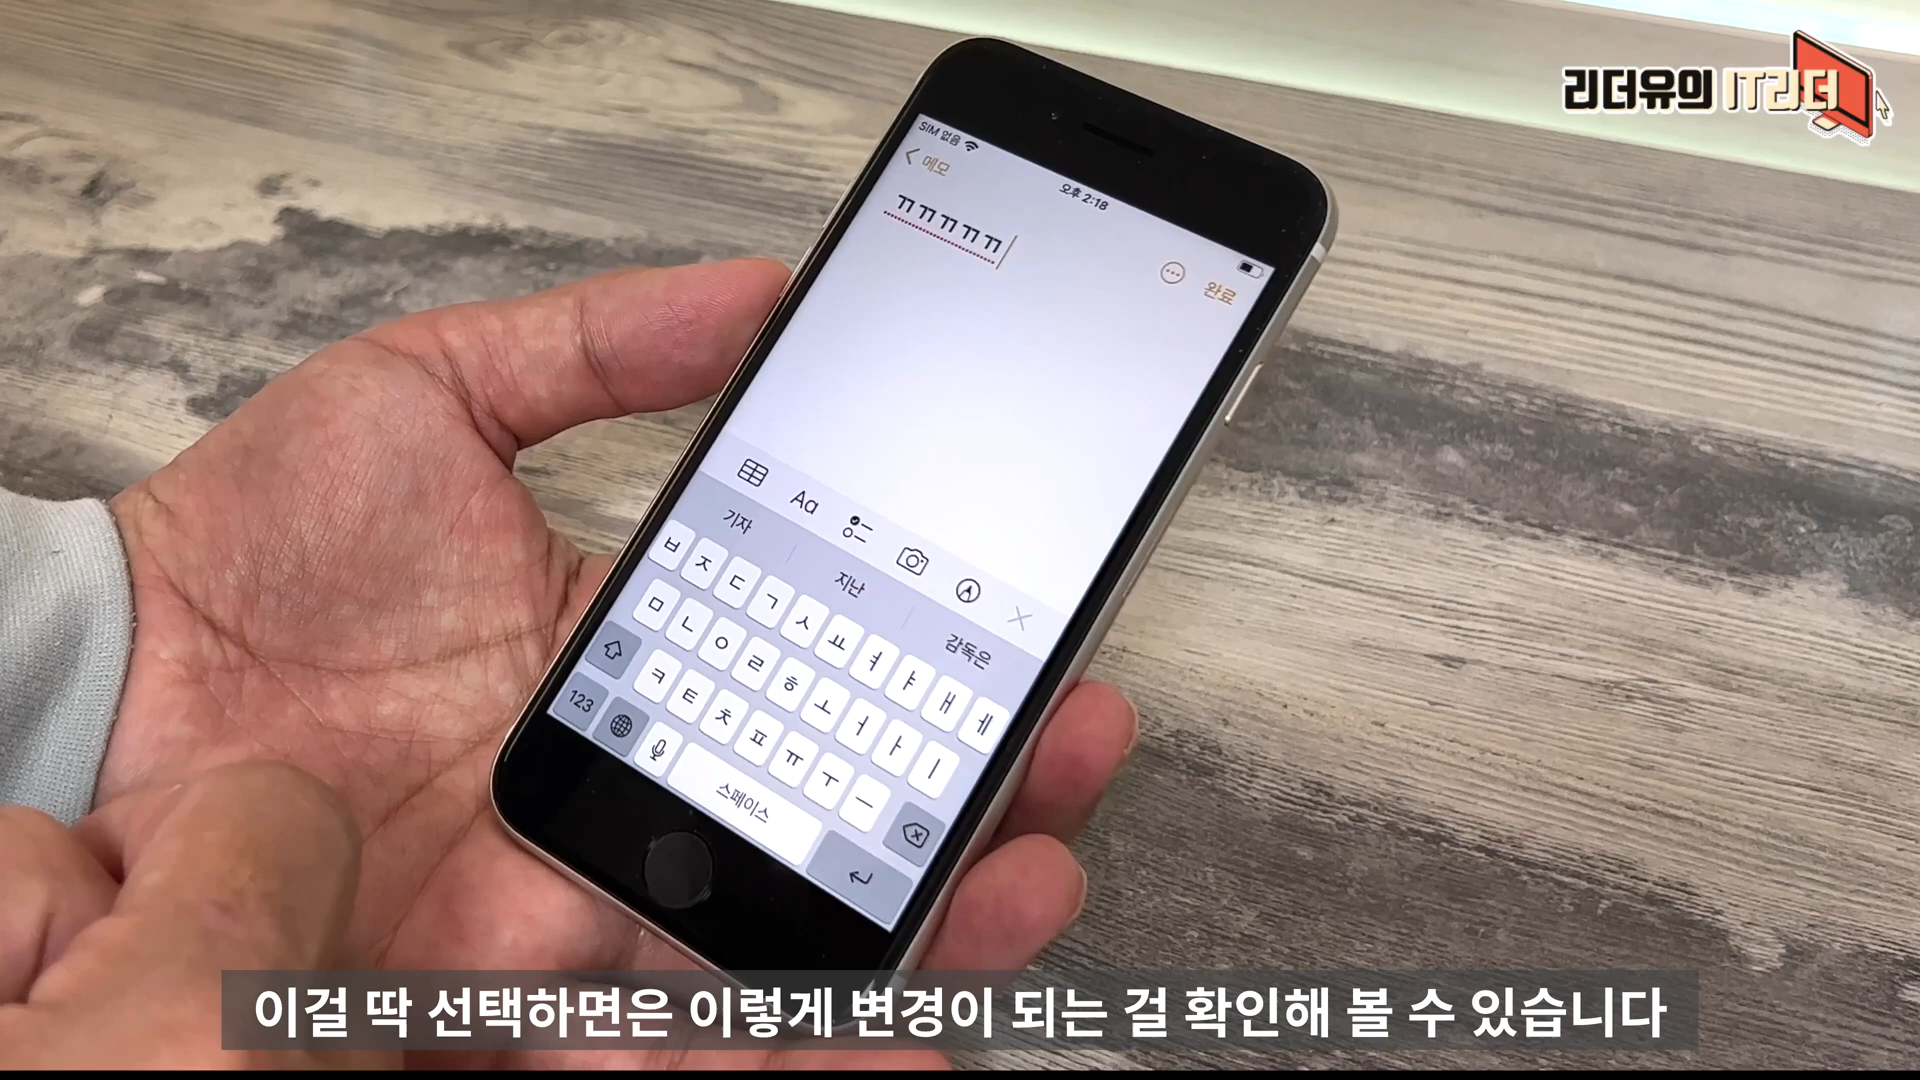 리더유의 IT리더
SIM 없음
오후 2:18
메모
ㄲㄲㄲㄲㄲ
완료
Aa
기자 지난 감독은
ㅂ ㅈ ㄷ ㄱ ㅅ ㅛ ㅕ ㅑ ㅐ ㅔ
ㅁ ㄴ ㅇ ㄹ ㅎ ㅗ ㅓ ㅏ ㅣ
ㅋ ㅌ ㅊ ㅍ ㅠ ㅜ ㅡ
123 스페이스
이걸 딱 선택하면은 이렇게 변경이 되는 걸 확인해 볼 수 있습니다